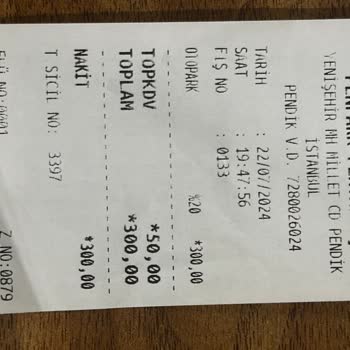 YENİŞEHİR MH MİLLET CD PENDİK
İSTANBUL
PENDİK V.D. 7280026024
TARİH : 22/07/2024
SAAT : 19:47:56
FİŞ NO : 0133
OTOPARK %20 *300,00
TOPKDV *50,00
TOPLAM *300,00
NAKİT *300,00
T SİCİL NO: 3397
Z NO:0879